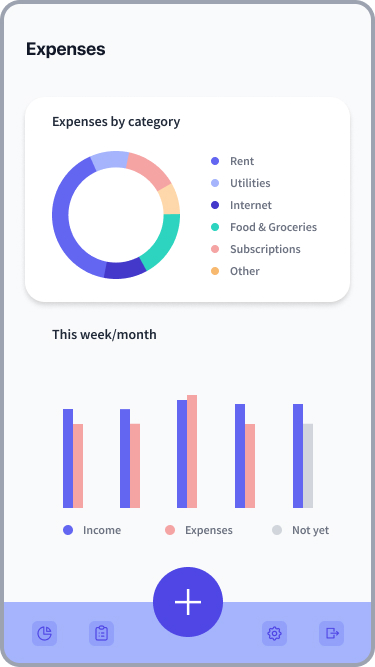 Expenses
Expenses by category
Rent
Utilities
Internet
Food & Groceries
Subscriptions
Other
This week/month
Income
Expenses
Not yet